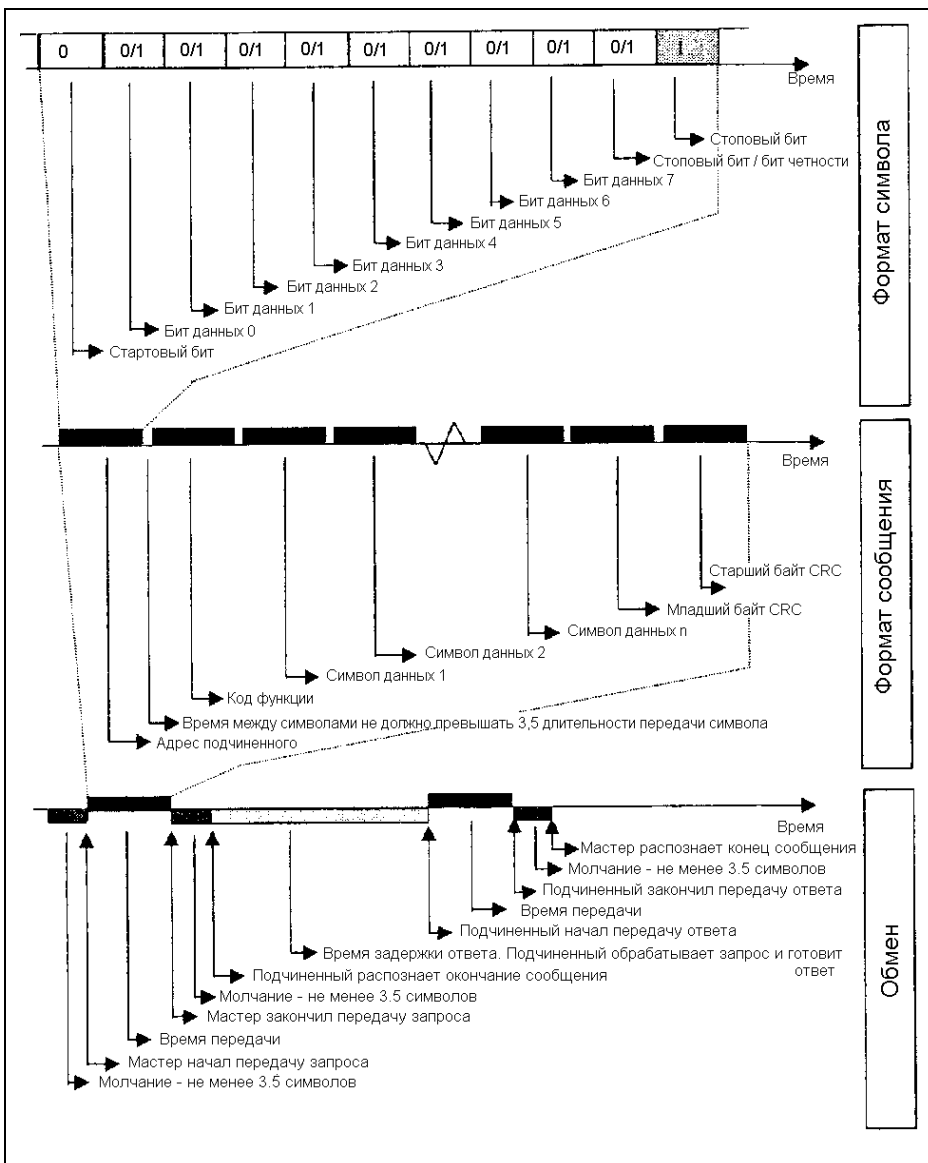 0 0/1 0/1 0/1 0/1 0/1 0/1 0/1 0/1 0/1 1
Время
Стоповый бит
Стоповый бит / бит четности
Бит данных 7
Бит данных 6
Бит данных 5
Бит данных 4
Бит данных 3
Бит данных 2
Бит данных 1
Бит данных 0
Стартовый бит
Формат символа
Время
Старший байт CRC
Младший байт CRC
Символ данных n
Символ данных 2
Символ данных 1
Код функции
Время между символами не должно превышать 3,5 длительности передачи символа
Адрес подчиненного
Формат сообщения
Время
Мастер распознает конец сообщения
Молчание - не менее 3.5 символов
Подчиненный закончил передачу ответа
Время передачи
Подчиненный начал передачу ответа
Время задержки ответа. Подчиненный обрабатывает запрос и готовит
ответ
Подчиненный распознает окончание сообщения
Молчание - не менее 3.5 символов
Мастер закончил передачу запроса
Время передачи
Мастер начал передачу запроса
Молчание - не менее 3.5 символов
Обмен